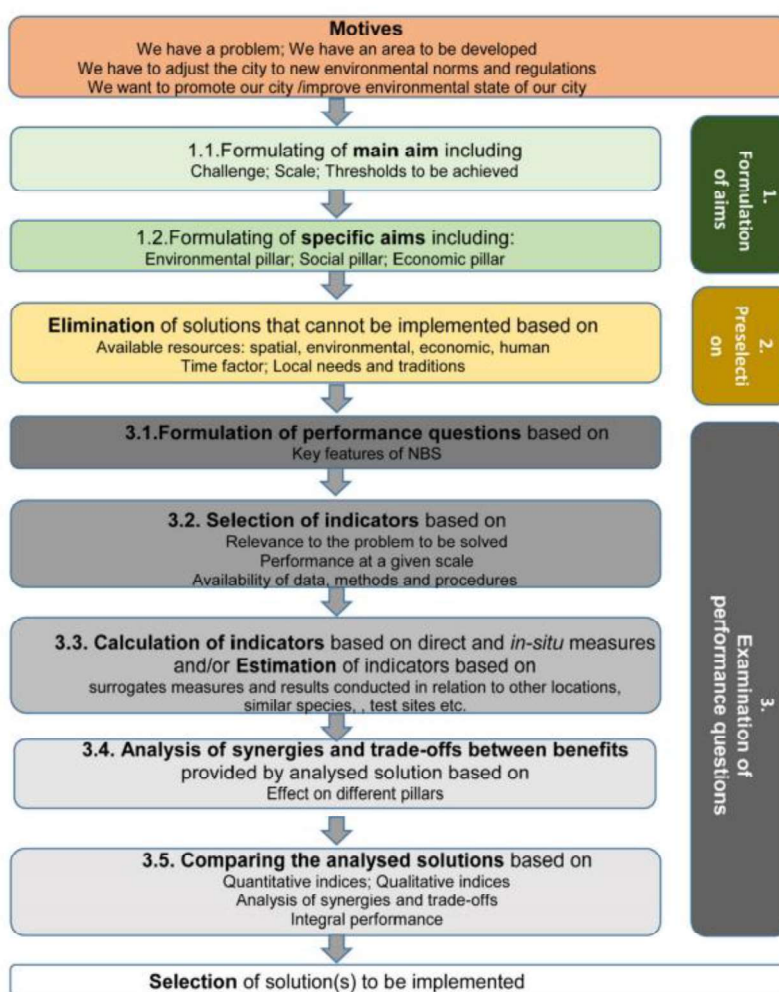 Motives
We have a problem; We have an area to be developed
We have to adjust the city to new environmental norms and regulations
We want to promote our city /improve environmental state of our city
1.1.Formulating of main aim including
Challenge; Scale; Thresholds to be achieved
1.2.Formulating of specific aims including:
Environmental pillar; Social pillar; Economic pillar
1.
Formulation
of aims
Elimination of solutions that cannot be implemented based on
Available resources: spatial, environmental, economic, human
Time factor; Local needs and traditions
2.
Preselecti
on
3.1.Formulation of performance questions based on
Key features of NBS
3.2. Selection of indicators based on
Relevance to the problem to be solved
Performance at a given scale
Availability of data, methods and procedures
3.3. Calculation of indicators based on direct and in-situ measures
and/or Estimation of indicators based on
surrogates measures and results conducted in relation to other locations,
similar species, , test sites etc.
3.4. Analysis of synergies and trade-offs between benefits
provided by analysed solution based on
Effect on different pillars
3.5. Comparing the analysed solutions based on
Quantitative indices; Qualitative indices
Analysis of synergies and trade-offs
Integral performance
3.
Examination of
performance questions
Selection of solution(s) to be implemented